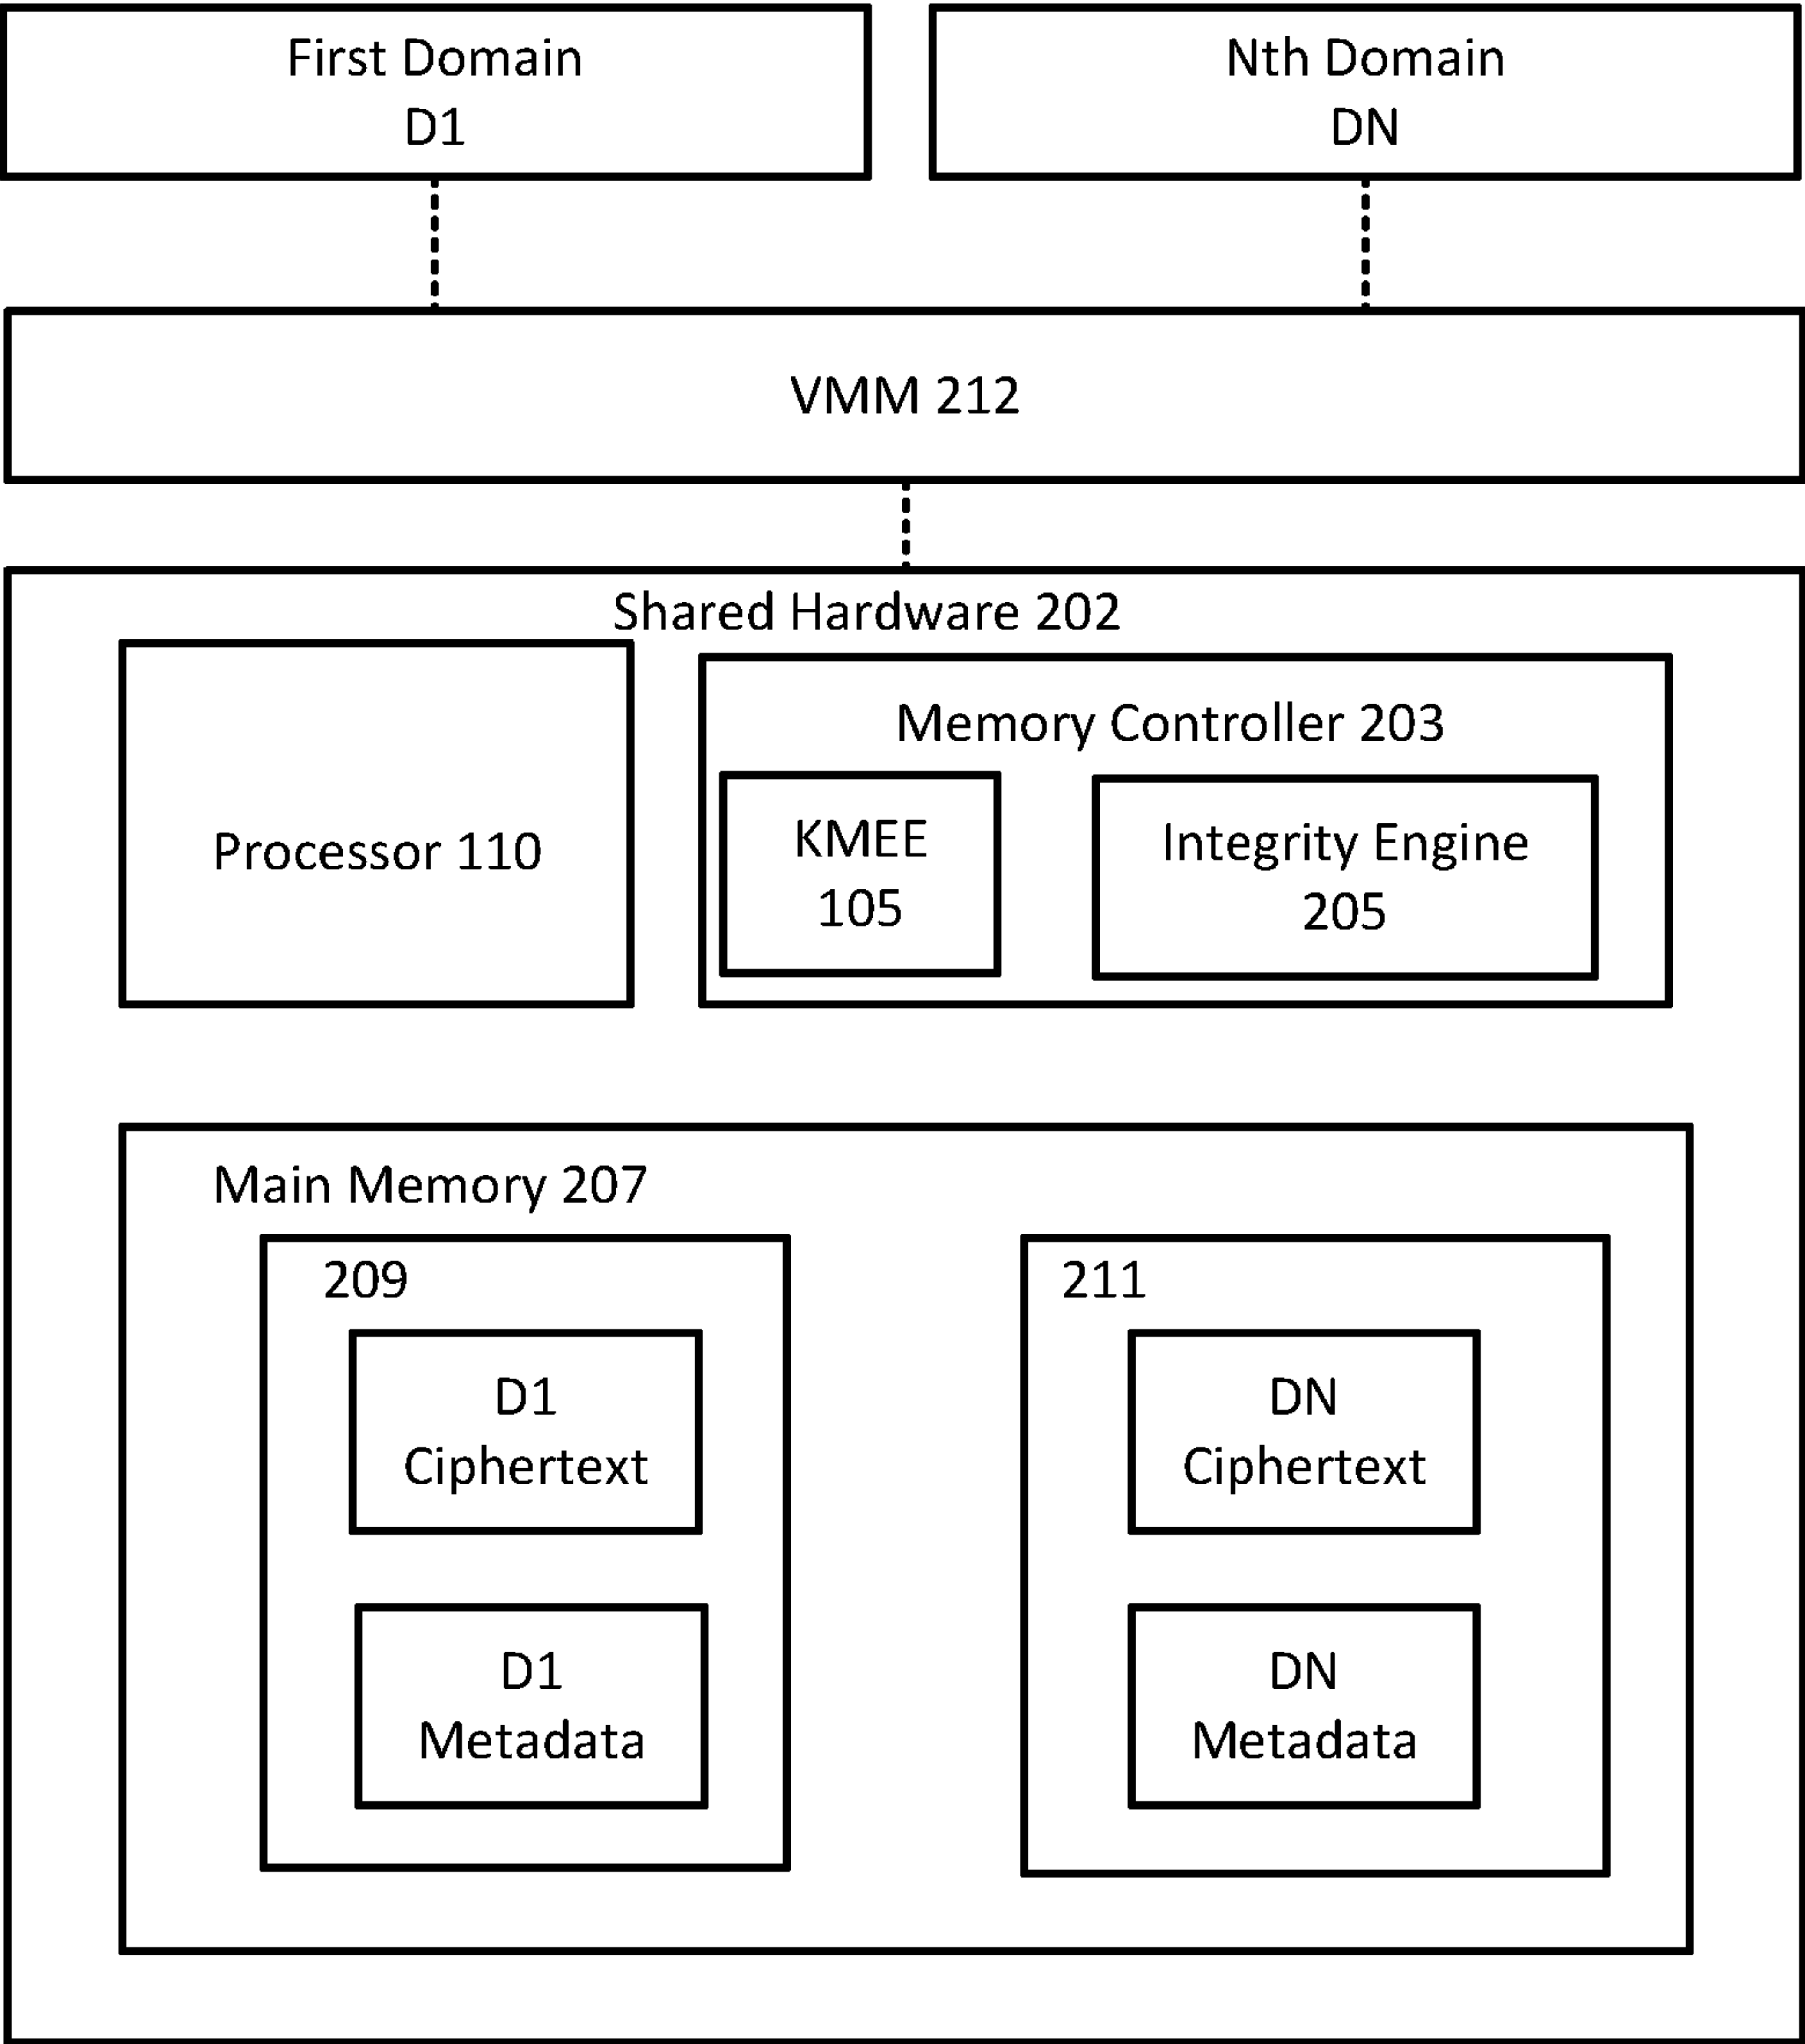 First Domain
D1
Nth Domain
DN
VMM 212
Shared Hardware 202
Processor 110
Memory Controller 203
KMEE
105
Integrity Engine
205
Main Memory 207
209
D1
Ciphertext
D1
Metadata
211
DN
Ciphertext
DN
Metadata